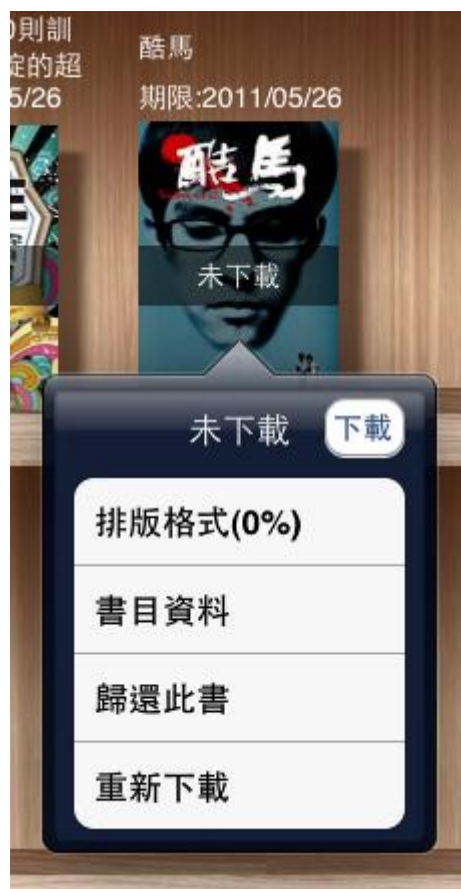 則訓
碇的超
5/26
酷馬
期限:2011/05/26
酷馬
未下載
未下載
下載
排版格式(0%)
書目資料
歸還此書
重新下載